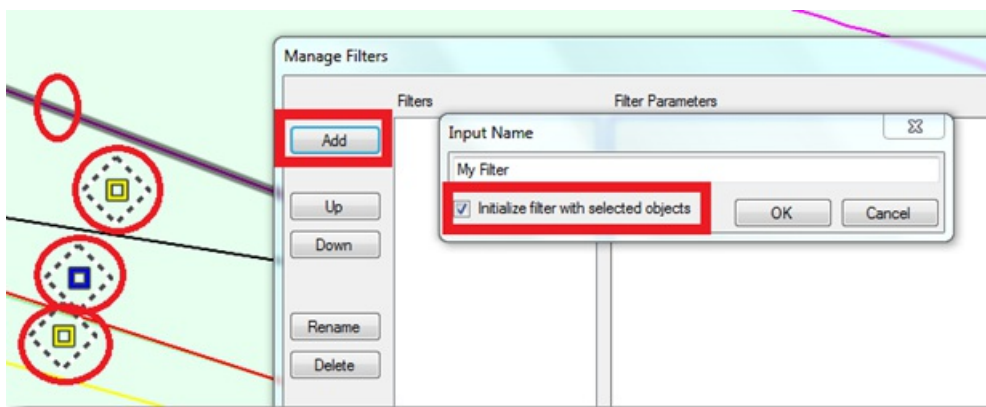 Manage Filters
Filters
Filter Parameters
Add
Input Name
My Filter
Initialize filter with selected objects
OK
Cancel
Up
Down
Rename
Delete